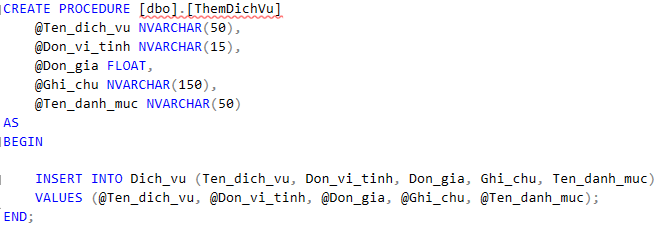 CREATE PROCEDURE [dbo].[ThemDichVu]
@Ten_dich_vu NVARCHAR(50),
@Don_vi_tinh NVARCHAR(15),
@Don_gia FLOAT,
@Ghi_chu NVARCHAR(150),
@Ten_danh_muc NVARCHAR(50)
AS
BEGIN
INSERT INTO Dich_vu (Ten_dich_vu, Don_vi_tinh, Don_gia, Ghi_chu, Ten_danh_muc)
VALUES (@Ten_dich_vu, @Don_vi_tinh, @Don_gia, @Ghi_chu, @Ten_danh_muc);
END;